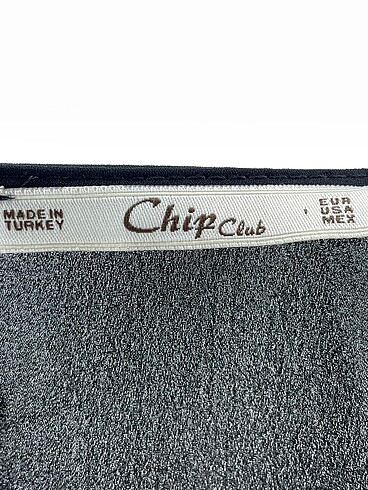 MADE IN
TURKEY
Chip Club
EUR
USA
MEX